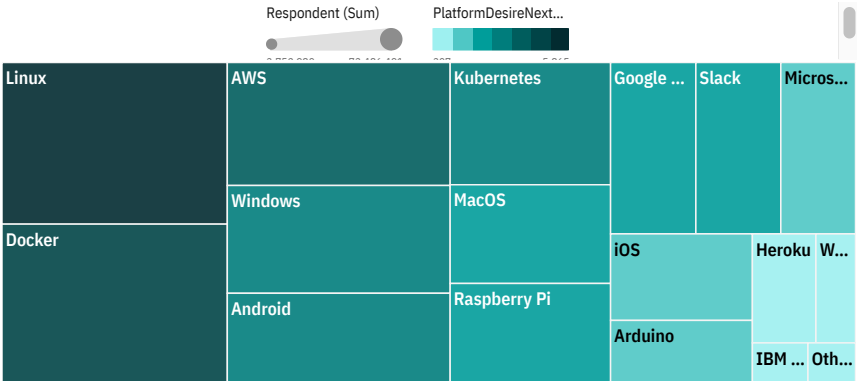 Respondent (Sum)
PlatformDesireNext...
Linux
AWS
Kubernetes
Google ...
Slack
Micros...
Windows
MacOS
Docker
iOS
Heroku
W...
Raspberry Pi
Android
Arduino
IBM ...
Oth...